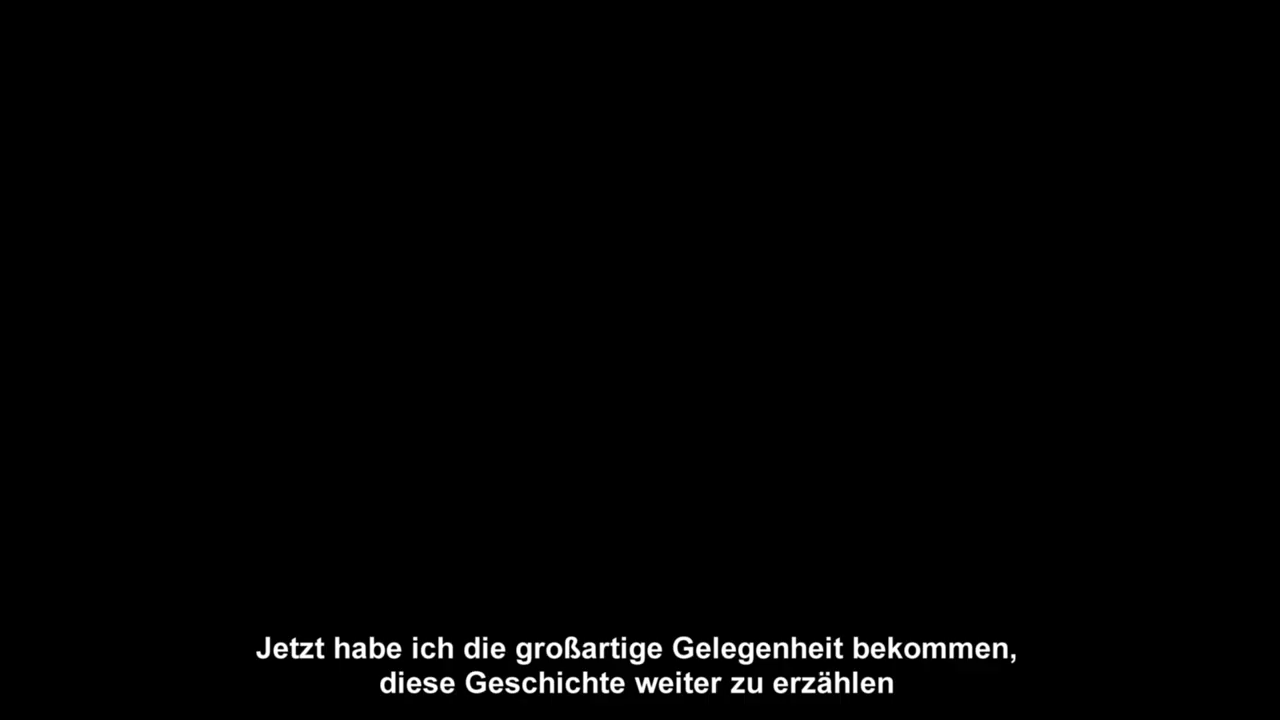 Jetzt habe ich die großartige Gelegenheit bekommen,
diese Geschichte weiter zu erzählen